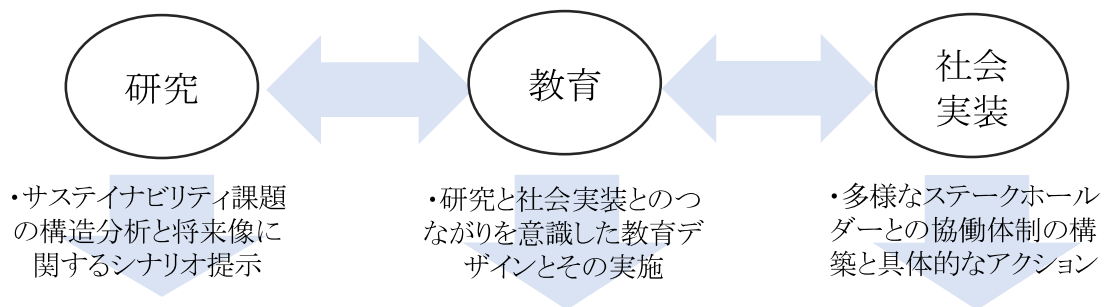 研究
教育
社会
実装
・サステイナビリティ課題
の構造分析と将来像に
関するシナリオ提示
・研究と社会実装とのつ
ながりを意識した教育デ
ザインとその実施
・多様なステークホール
ダーとの協働体制の構
築と具体的なアクション